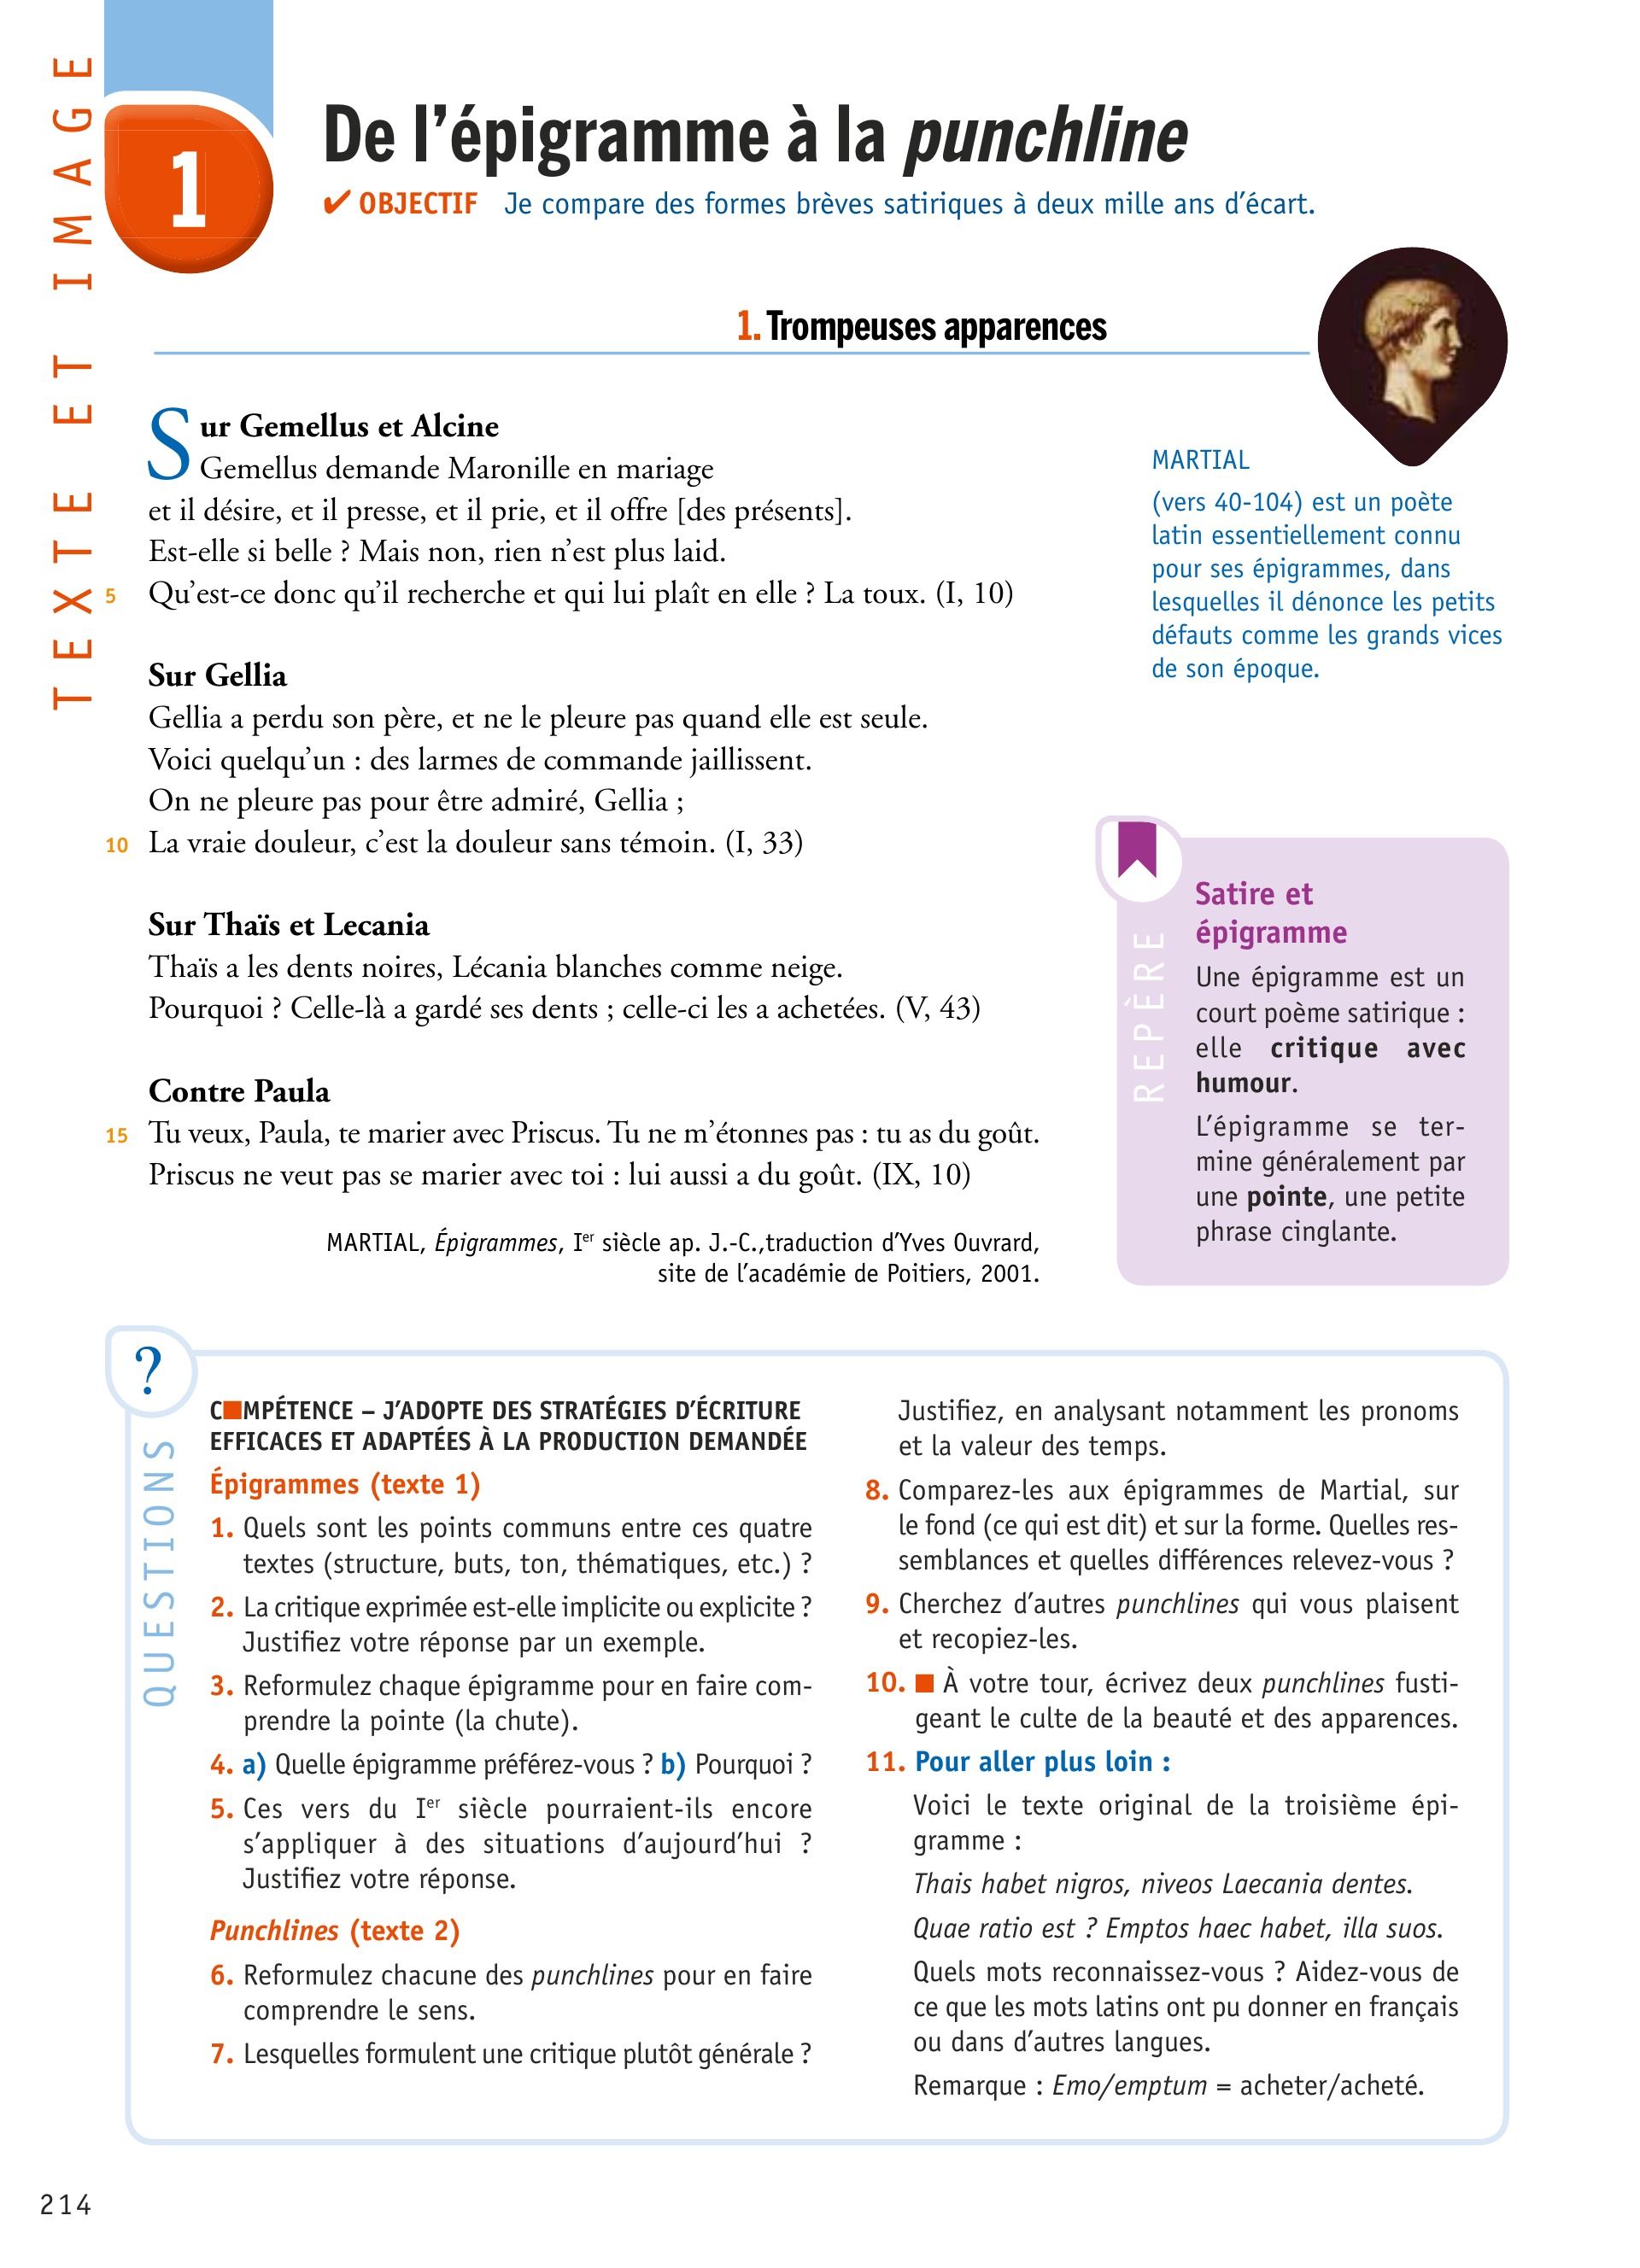 TEXTE ET IMAGE
1
De l'épigramme à la punchline
✔ OBJECTIF Je compare des formes brèves satiriques à deux mille ans d'écart.
1. Trompeuses apparences
Sur Gemellus et Alcine
Gemellus demande Maronille en mariage
et il désire, et il presse, et il prie, et il offre [des présents].
Est-elle si belle ? Mais non, rien n'est plus laid.
5 Qu'est-ce donc qu'il recherche et qui lui plaît en elle ? La toux. (I, 10)
Sur Gellia
Gellia a perdu son père, et ne le pleure pas quand elle est seule.
Voici quelqu'un : des larmes de commande jaillissent.
On ne pleure pas pour être admiré, Gellia ;
10 La vraie douleur, c'est la douleur sans témoin. (I, 33)
Sur Thaïs et Lecania
Thaïs a les dents noires, Lécania blanches comme neige.
Pourquoi ? Celle-là a gardé ses dents ; celle-ci les a achetées. (V, 43)
Contre Paula
15 Tu veux, Paula, te marier avec Priscus. Tu ne m'étonnes pas : tu as du goût.
Priscus ne veut pas se marier avec toi : lui aussi a du goût. (IX, 10)
MARTIAL, Épigrammes, Ier siècle ap. J.-C.,traduction d'Yves Ouvrard,
site de l'académie de Poitiers, 2001.
MARTIAL
(vers 40-104) est un poète
latin essentiellement connu
pour ses épigrammes, dans
lesquelles il dénonce les petits
défauts comme les grands vices
de son époque.
REPÈRE
Satire et
épigramme
Une épigramme est un
court poème satirique :
elle critique avec
humour.
L'épigramme se ter-
mine généralement par
une pointe, une petite
phrase cinglante.
?
QUESTIONS
C■MPÉTENCE – J'ADOPTE DES STRATÉGIES D'ÉCRITURE
EFFICACES ET ADAPTÉES À LA PRODUCTION DEMANDÉE
Épigrammes (texte 1)
1. Quels sont les points communs entre ces quatre
textes (structure, buts, ton, thématiques, etc.) ?
2. La critique exprimée est-elle implicite ou explicite ?
Justifiez votre réponse par un exemple.
3. Reformulez chaque épigramme pour en faire com-
prendre la pointe (la chute).
4. a) Quelle épigramme préférez-vous ? b) Pourquoi ?
5. Ces vers du Ier siècle pourraient-ils encore
s'appliquer à des situations d'aujourd'hui ?
Justifiez votre réponse.
Punchlines (texte 2)
6. Reformulez chacune des punchlines pour en faire
comprendre le sens.
7. Lesquelles formulent une critique plutôt générale ?
Justifiez, en analysant notamment les pronoms
et la valeur des temps.
8. Comparez-les aux épigrammes de Martial, sur
le fond (ce qui est dit) et sur la forme. Quelles res-
semblances et quelles différences relevez-vous ?
9. Cherchez d'autres punchlines qui vous plaisent
et recopiez-les.
10. ■ À votre tour, écrivez deux punchlines fusti-
geant le culte de la beauté et des apparences.
11. Pour aller plus loin :
Voici le texte original de la troisième épi-
gramme :
Thais habet nigros, niveos Laecania dentes.
Quae ratio est ? Emptos haec habet, illa suos.
Quels mots reconnaissez-vous ? Aidez-vous de
ce que les mots latins ont pu donner en français
ou dans d'autres langues.
Remarque : Emo/emptum = acheter/acheté.
214